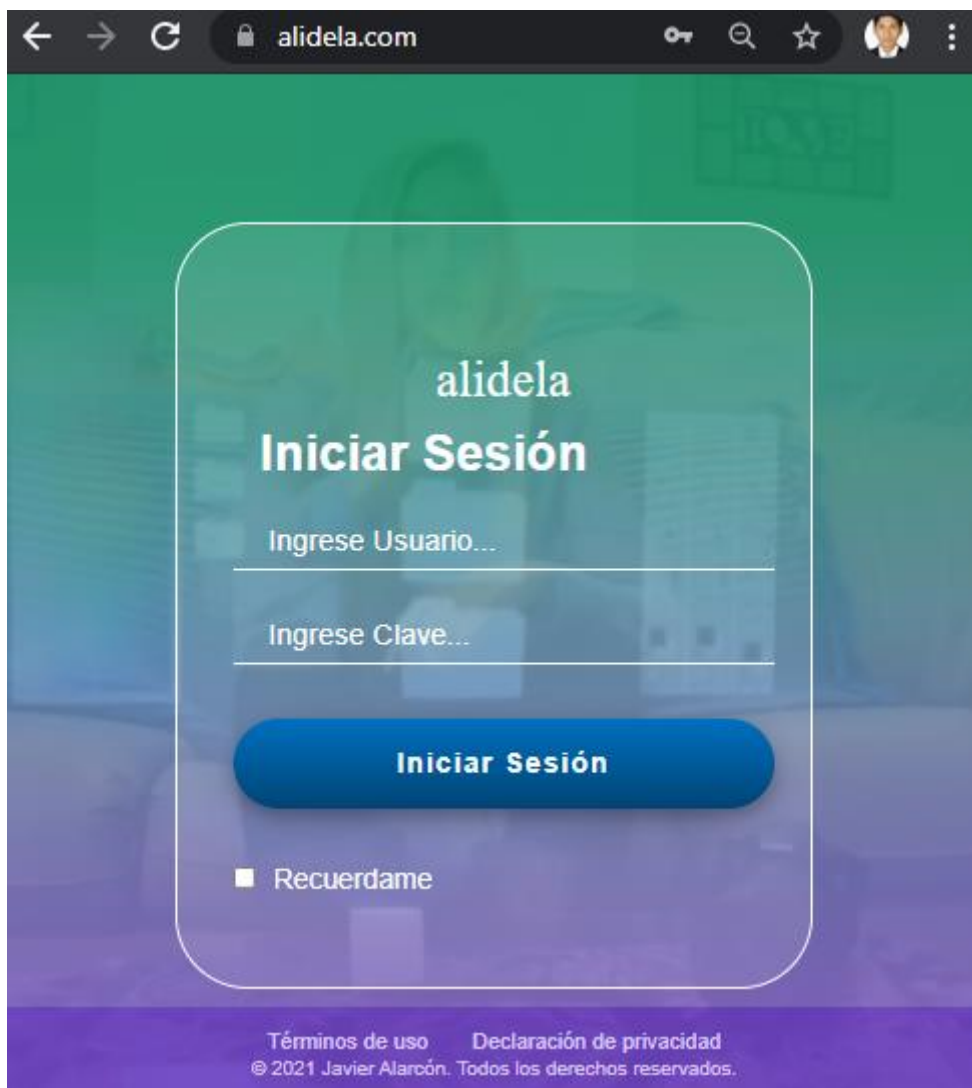 alidela.com
alidela
Iniciar Sesión
Ingrese Usuario...
Ingrese Clave...
Iniciar Sesión
Recuerdame
Términos de uso Declaración de privacidad
© 2021 Javier Alarcón. Todos los derechos reservados.